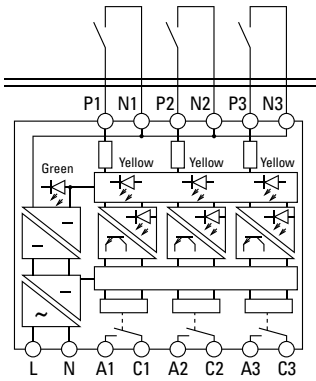 P1 N1 P2 N2 P3 N3
Green Yellow Yellow Yellow
L N A1 C1 A2 C2 A3 C3